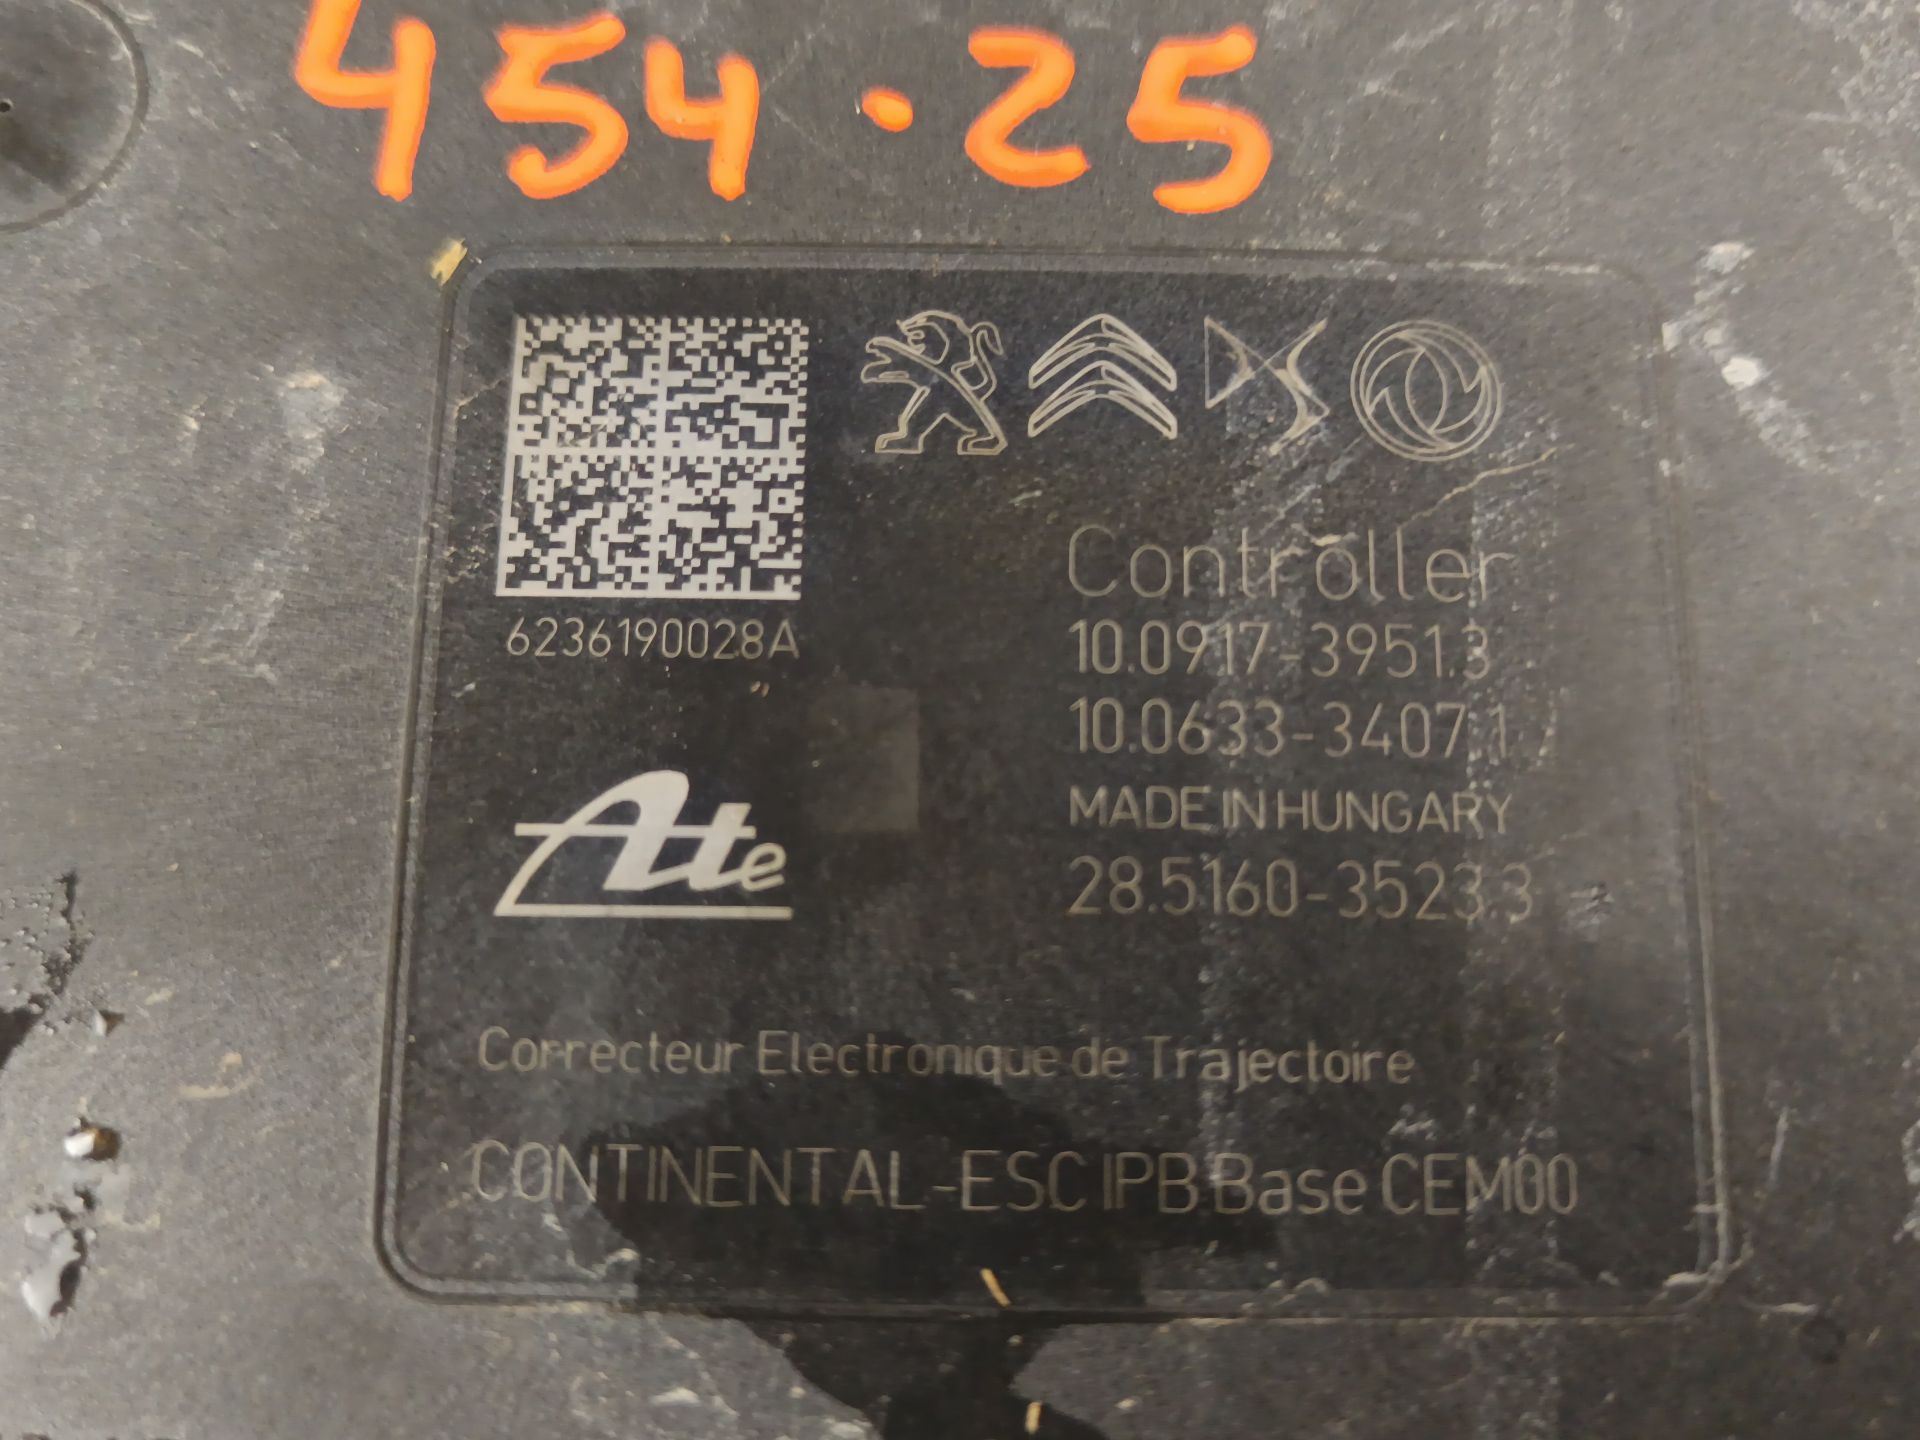 454.25
6236190028A
Controller
10.0917-3951.3
10.0633-3407.1
MADE IN HUNGARY
28.5160-3523.3
Ate
Correcteur Electronique de Trajectoire
CONTINENTAL-ESC IPB Base CEM00